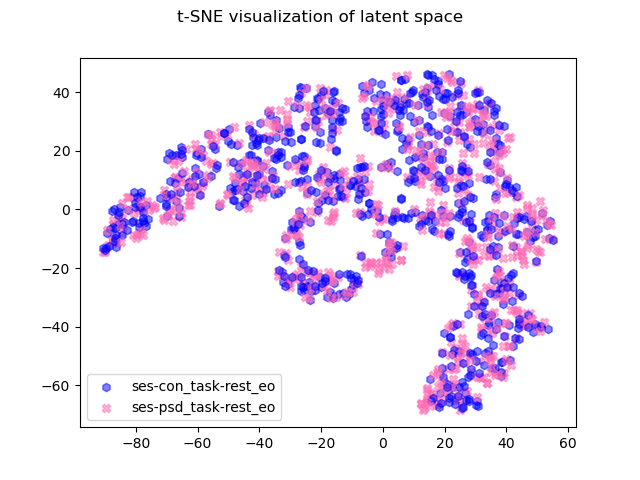 t-SNE visualization of latent space
40
20
0
−20
−40
−60
ses-con_task-rest_eo
ses-psd_task-rest_eo
−80 −60 −40 −20 0 20 40 60